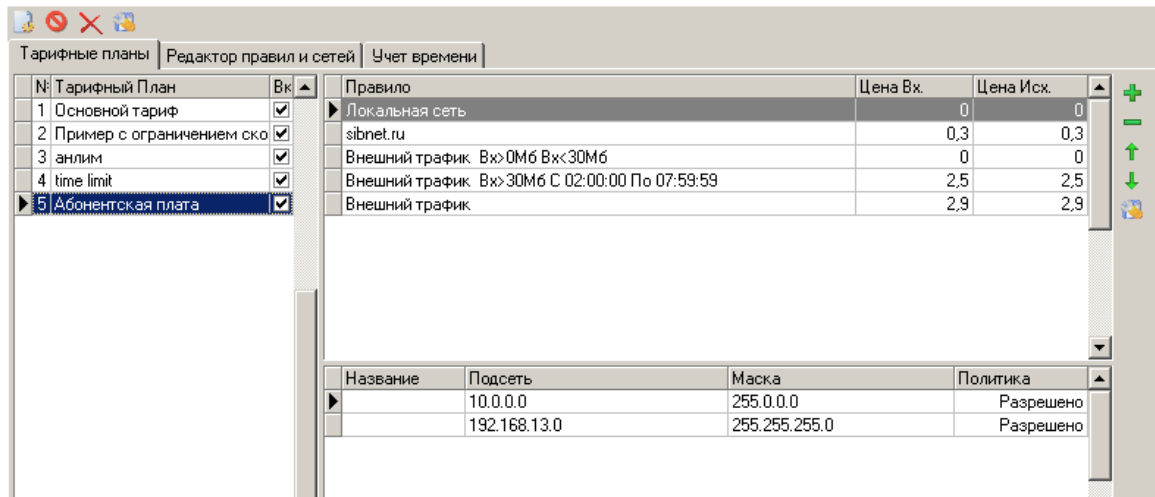 Тарифные планы Редактор правил и сетей Учет времени
№ Тарифный План Вк
1 Основной тариф
2 Пример с ограничением ско
3 анлим
4 time limit
5 Абонентская плата
Правило Цена Вх. Цена Исх.
Локальная сеть 0 0
sibnet.ru 0,3 0,3
Внешний трафик Вх>0Мб Вх<30Мб 0 0
Внешний трафик Вх>30Мб С 02:00:00 По 07:59:59 2,5 2,5
Внешний трафик 2,9 2,9
Название Подсеть Маска Политика
10.0.0.0 255.0.0.0 Разрешено
192.168.13.0 255.255.255.0 Разрешено